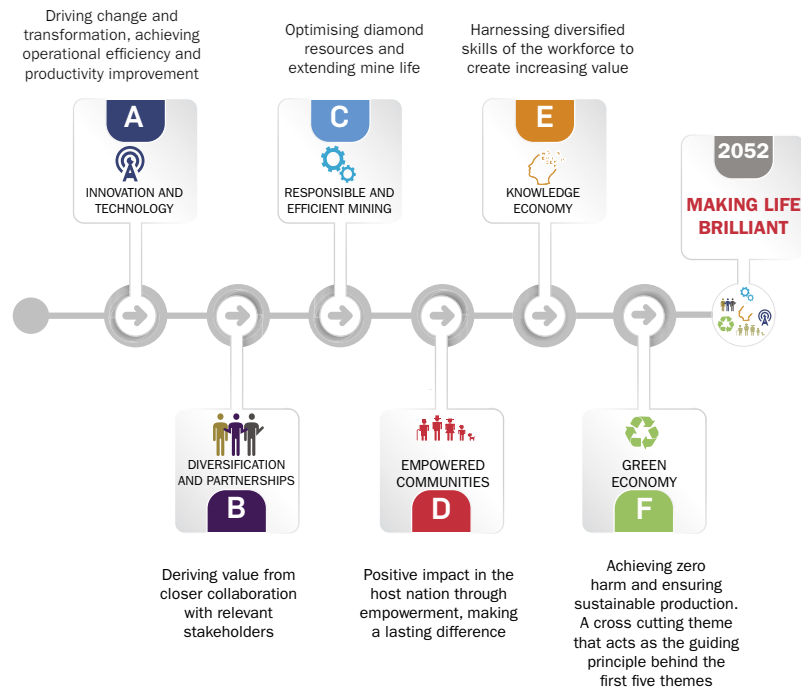 Driving change and
transformation, achieving
operational efficiency and
productivity improvement
A
INNOVATION AND
TECHNOLOGY
Optimising diamond
resources and
extending mine life
C
RESPONSIBLE AND
EFFICIENT MINING
Harnessing diversified
skills of the workforce to
create increasing value
E
KNOWLEDGE
ECONOMY
2052
MAKING LIFE
BRILLIANT
DIVERSIFICATION
AND PARTNERSHIPS
B
Deriving value from
closer collaboration
with relevant
stakeholders
EMPOWERED
COMMUNITIES
D
Positive impact in the
host nation through
empowerment, making
a lasting difference
GREEN
ECONOMY
F
Achieving zero
harm and ensuring
sustainable production.
A cross cutting theme
that acts as the guiding
principle behind the
first five themes